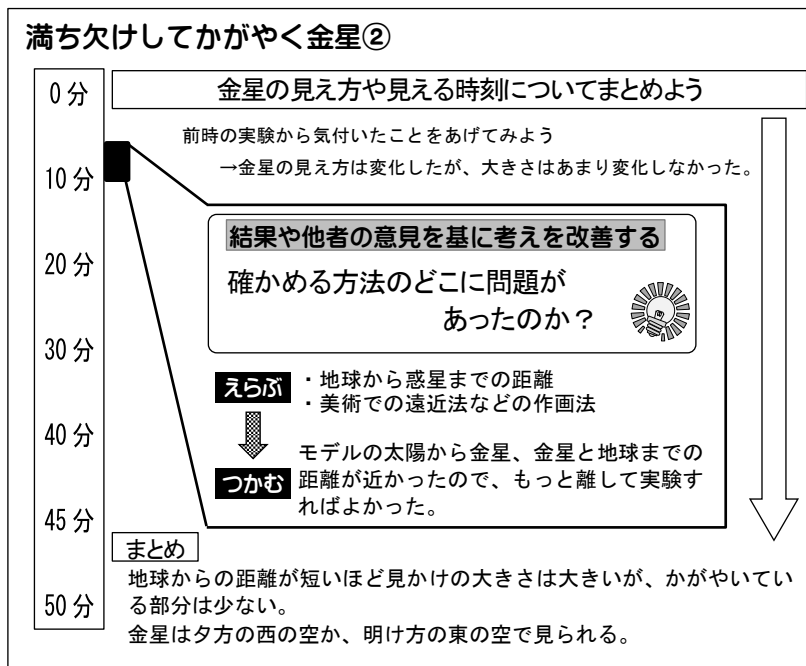 満ち欠けしてかがやく金星②
0分
金星の見え方や見える時刻についてまとめよう
前時の実験から気付いたことをあげてみよう
→金星の見え方は変化したが、大きさはあまり変化しなかった。
10分
20分
30分
40分
45分
50分
結果や他者の意見を基に考えを改善する
確かめる方法のどこに問題が
あったのか？
えらぶ
・地球から惑星までの距離
・美術での遠近法などの作画法
つかむ
モデルの太陽から金星、金星と地球までの
距離が近かったので、もっと離して実験す
ればよかった。
まとめ
地球からの距離が短いほど見かけの大きさは大きいが、かがやいてい
る部分は少ない。
金星は夕方の西の空か、明け方の東の空で見られる。